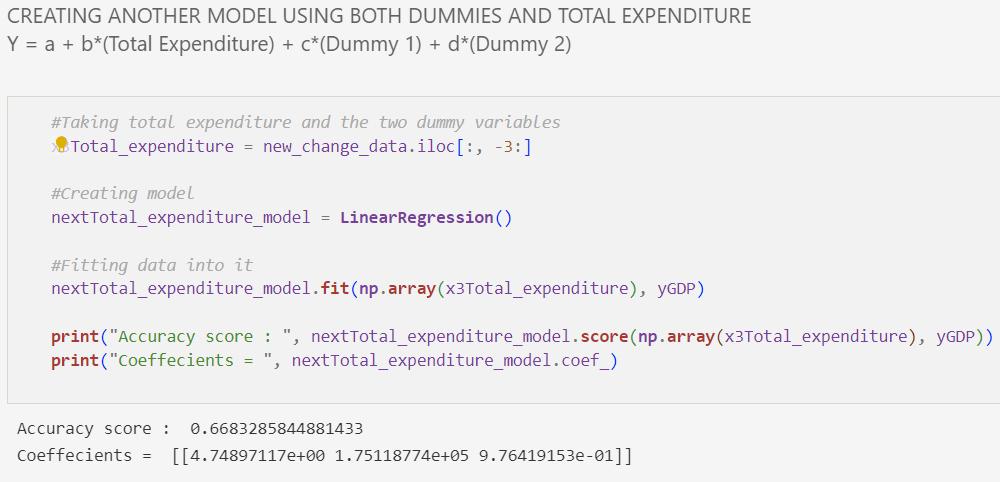 CREATING ANOTHER MODEL USING BOTH DUMMIES AND TOTAL EXPENDITURE
Y = a + b*(Total Expenditure) + c*(Dummy 1) + d*(Dummy 2)
#Taking total expenditure and the two dummy variables
x3Total_expenditure = new_change_data.iloc[:, -3:]
#Creating model
nextTotal_expenditure_model = LinearRegression()
#Fitting data into it
nextTotal_expenditure_model.fit(np.array(x3Total_expenditure), yGDP)
print("Accuracy score : ", nextTotal_expenditure_model.score(np.array(x3Total_expenditure), yGDP))
print("Coeffecients = ", nextTotal_expenditure_model.coef_)
Accuracy score :  0.6683285844881433
Coeffecients =  [[4.74897117e+00 1.75118774e+05 9.76419153e-01]]